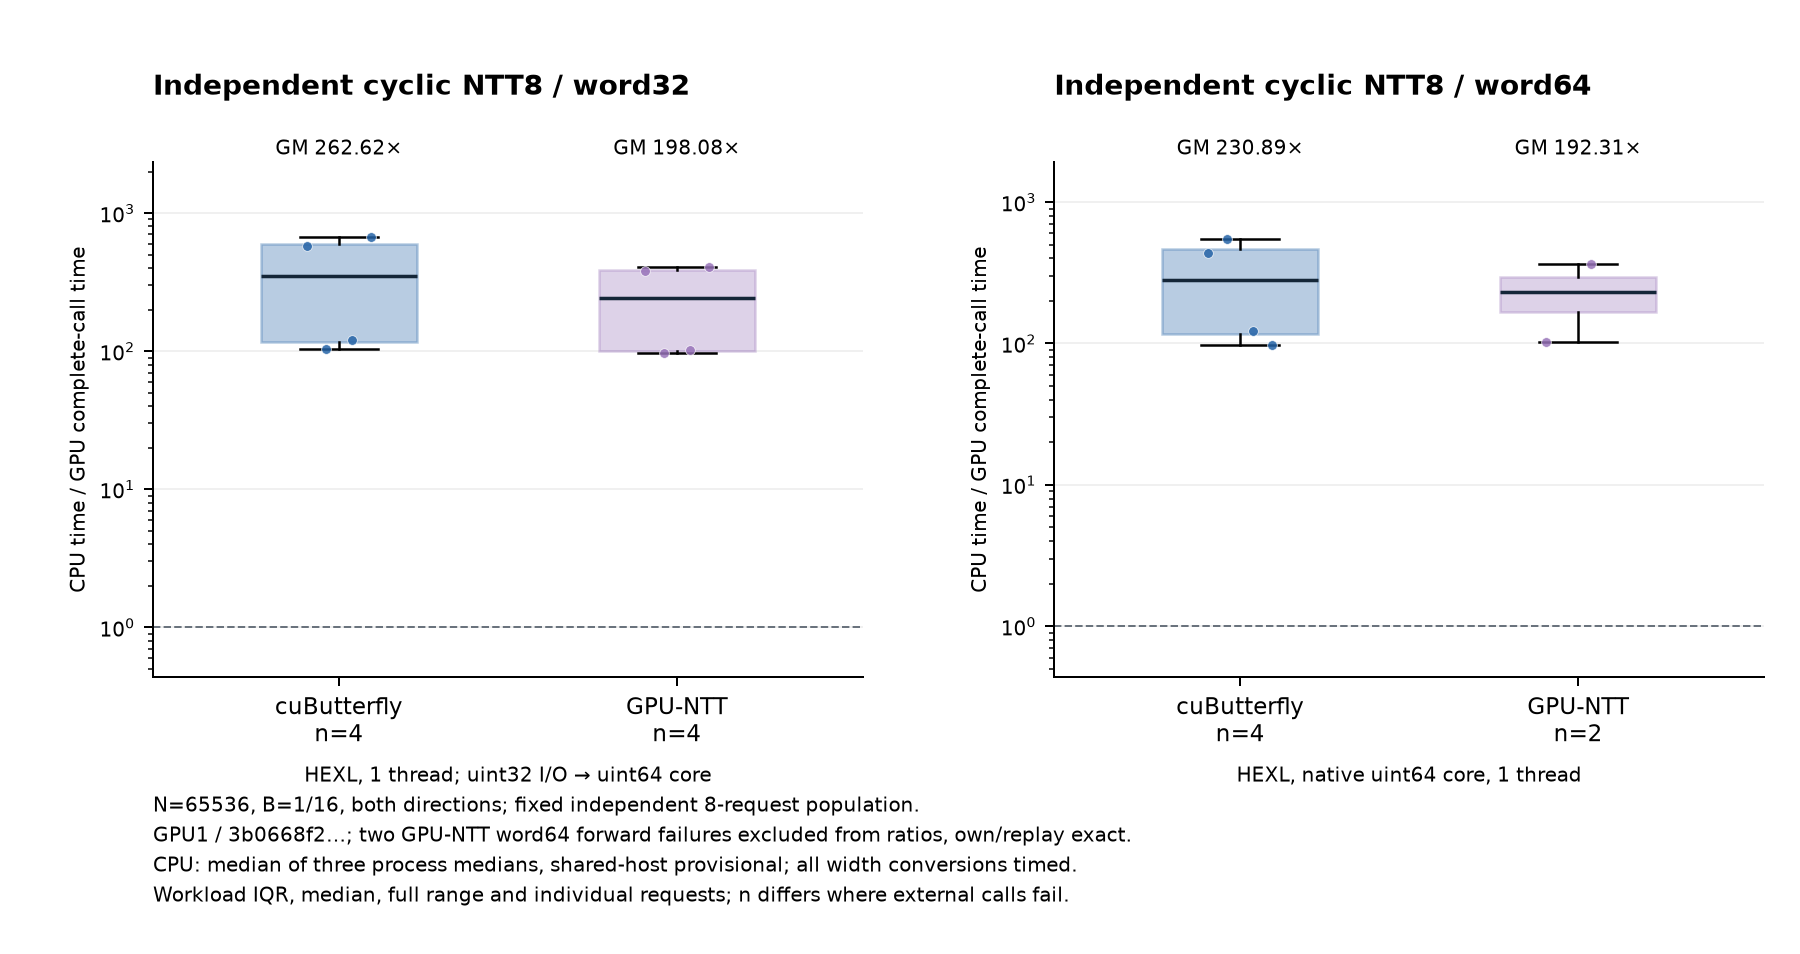 Independent cyclic NTT8 / word32
GM 262.62×
GM 198.08×
CPU time / GPU complete-call time
10³
10²
10¹
10⁰
cuButterfly
n=4
GPU-NTT
n=4
HEXL, 1 thread; uint32 I/O → uint64 core
Independent cyclic NTT8 / word64
GM 230.89×
GM 192.31×
CPU time / GPU complete-call time
10³
10²
10¹
10⁰
cuButterfly
n=4
GPU-NTT
n=2
HEXL, native uint64 core, 1 thread
N=65536, B=1/16, both directions; fixed independent 8-request population.
GPU1 / 3b0668f2...; two GPU-NTT word64 forward failures excluded from ratios, own/replay exact.
CPU: median of three process medians, shared-host provisional; all width conversions timed.
Workload IQR, median, full range and individual requests; n differs where external calls fail.